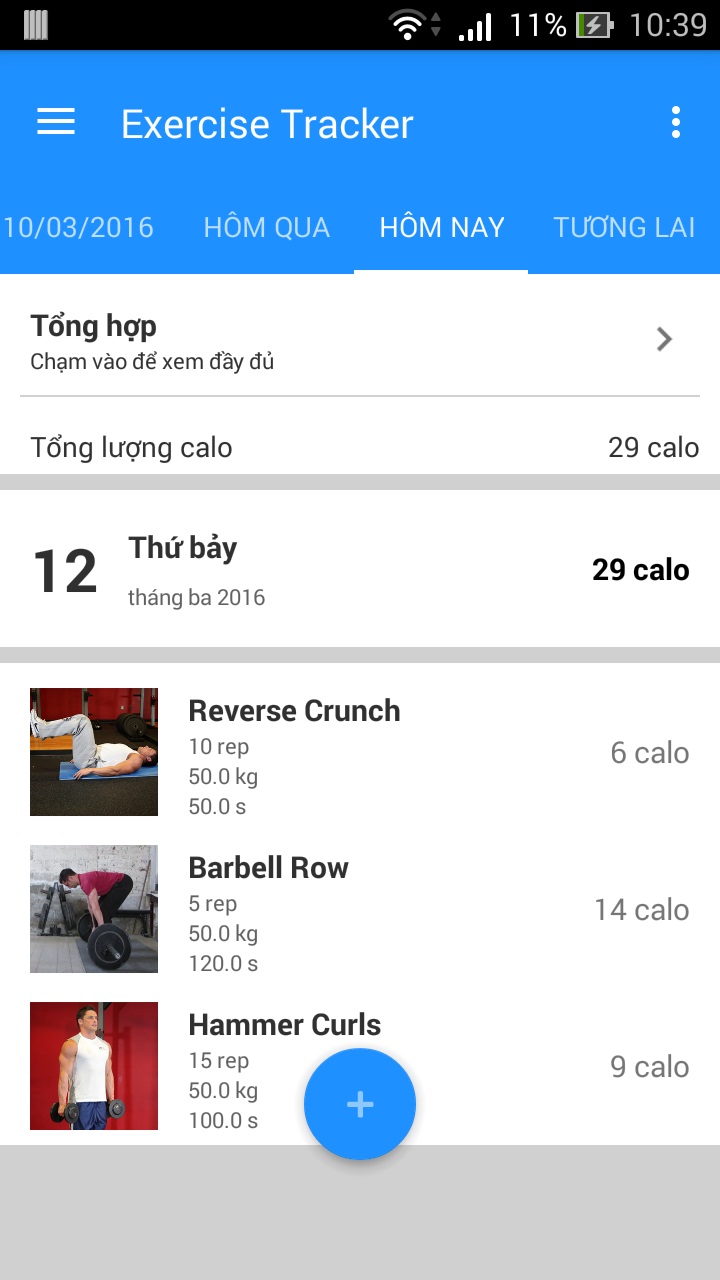 11% 10:39
Exercise Tracker
10/03/2016 HÔM QUA HÔM NAY TƯƠNG LAI
Tổng hợp
Chạm vào để xem đầy đủ
Tổng lượng calo 29 calo
12 Thứ bảy 29 calo
tháng ba 2016
Reverse Crunch
10 rep
6 calo
50.0 kg
50.0 s
Barbell Row
5 rep
14 calo
50.0 kg
120.0 s
Hammer Curls
15 rep
9 calo
50.0 kg
100.0 s
+